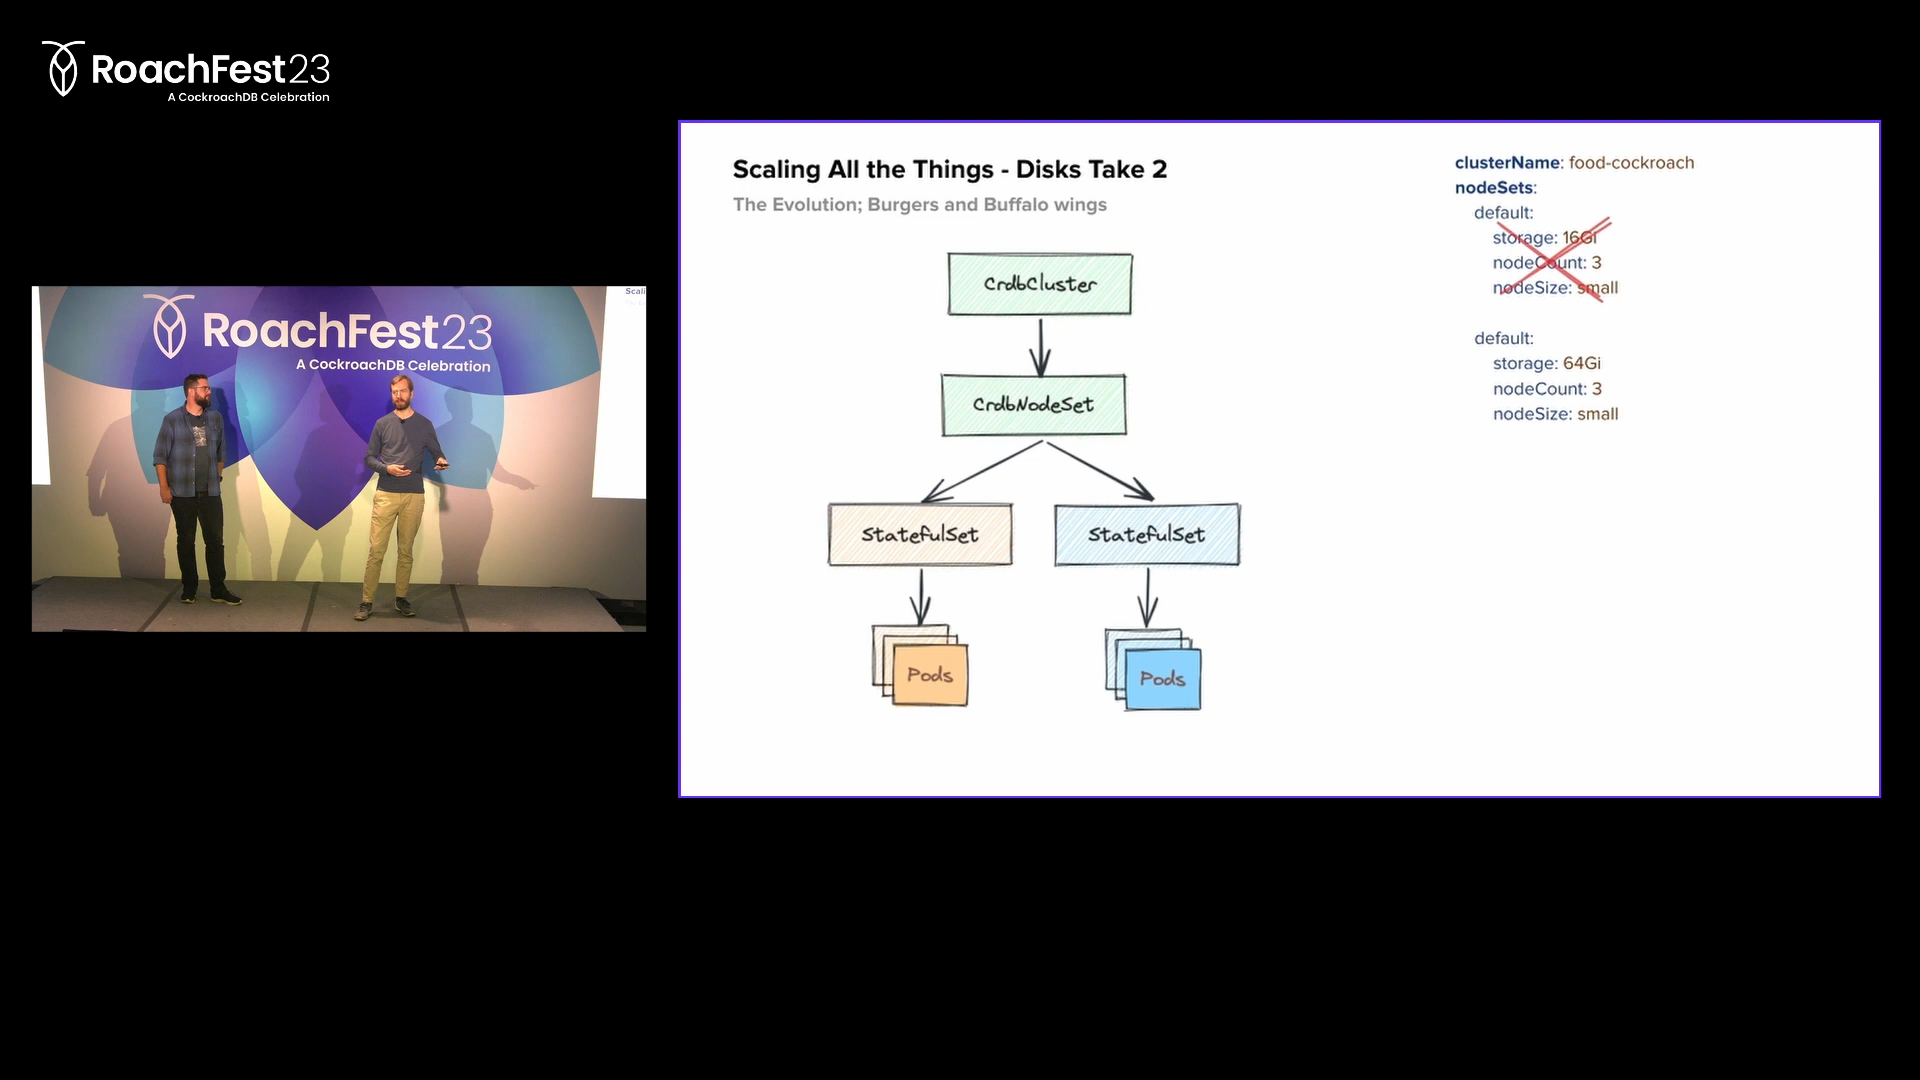 RoachFest23
A CockroachDB Celebration
Scaling All the Things - Disks Take 2
The Evolution; Burgers and Buffalo wings
CrdbCluster
CrdbNodeSet
StatefulSet
StatefulSet
Pods
Pods
clusterName: food-cockroach
nodeSets:
default:
storage: 16Gi
nodeCount: 3
nodeSize: small
default:
storage: 64Gi
nodeCount: 3
nodeSize: small
RoachFest23
A CockroachDB Celebration
Scali